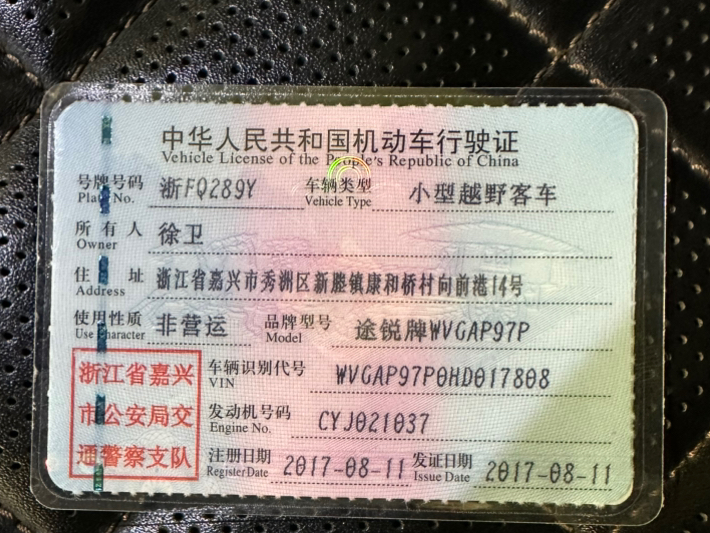 中华人民共和国机动车行驶证
Vehicle License of the People's Republic of China
号牌号码 浙FQ289Y 车辆类型 小型越野客车
Plate No. Vehicle Type
所有人 徐卫
Owner
住址 浙江省嘉兴市秀洲区新塍镇康和桥村向前港14号
Address
使用性质 非营运 品牌型号 途锐牌WVGAP97P
Use Character Model
浙江省嘉兴
市公安局交
通警察支队
车辆识别代号 WVGAP97P0HD017808
VIN
发动机号码 CYJ021037
Engine No.
注册日期 2017-08-11 发证日期 2017-08-11
Register Date Issue Date